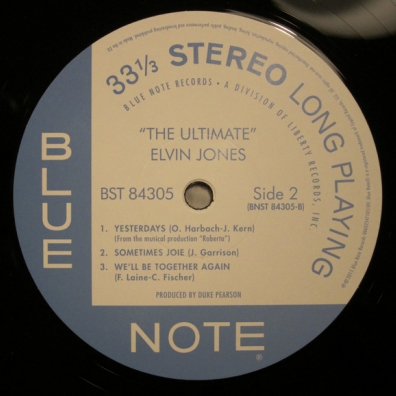 33⅓ STEREO LONG PLAYING
BLUE NOTE RECORDS • A DIVISION OF LIBERTY RECORDS, INC.
"THE ULTIMATE"
ELVIN JONES
BST 84305
Side 2
(BNST 84305-B)
1. YESTERDAYS (O. Harbach-J. Kern)
(From the musical production "Roberta")
2. SOMETIMES JOIE (J. Garrison)
3. WE'LL BE TOGETHER AGAIN
(F. Laine-C. Fischer)
PRODUCED BY DUKE PEARSON
BLUE
NOTE®